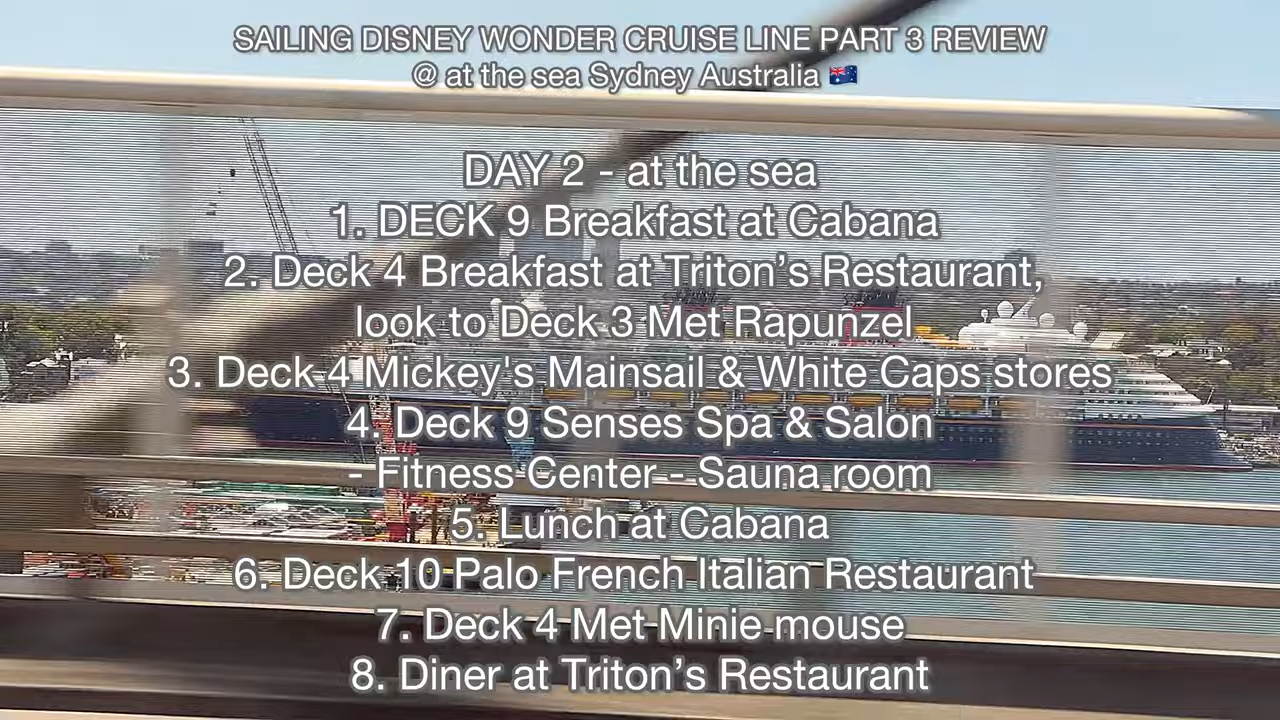 SAILING DISNEY WONDER CRUISE LINE PART 3 REVIEW
@ at the sea Sydney Australia 🇦🇺
DAY 2 - at the sea
1. DECK 9 Breakfast at Cabana
2. Deck 4 Breakfast at Triton’s Restaurant,
look to Deck 3 Met Rapunzel
3. Deck 4 Mickey's Mainsail & White Caps stores
4. Deck 9 Senses Spa & Salon
- Fitness Center - Sauna room
5. Lunch at Cabana
6. Deck 10 Palo French Italian Restaurant
7. Deck 4 Met Minie mouse
8. Diner at Triton’s Restaurant